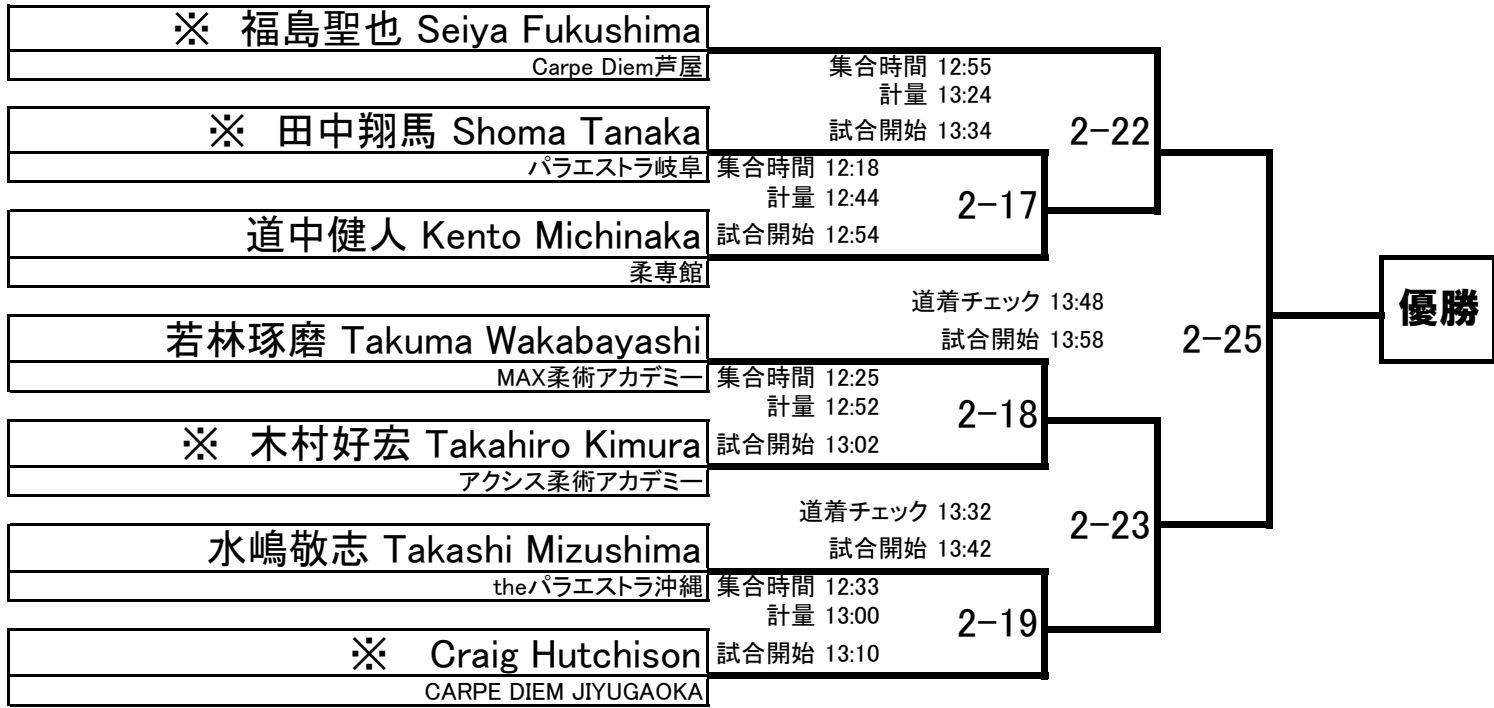 ※ 福島聖也 Seiya Fukushima
Carpe Diem芦屋
集合時間 12:55
計量 13:24
試合開始 13:34
2-22
※ 田中翔馬 Shoma Tanaka
パラエストラ岐阜
集合時間 12:18
計量 12:44
試合開始 12:54
2-17
道中健人 Kento Michinaka
柔専館
道着チェック 13:48
試合開始 13:58
2-25
優勝
若林琢磨 Takuma Wakabayashi
MAX柔術アカデミー
集合時間 12:25
計量 12:52
試合開始 13:02
2-18
※ 木村好宏 Takahiro Kimura
アクシス柔術アカデミー
道着チェック 13:32
試合開始 13:42
2-23
水嶋敬志 Takashi Mizushima
theパラエストラ沖縄
集合時間 12:33
計量 13:00
試合開始 13:10
2-19
※ Craig Hutchison
CARPE DIEM JIYUGAOKA